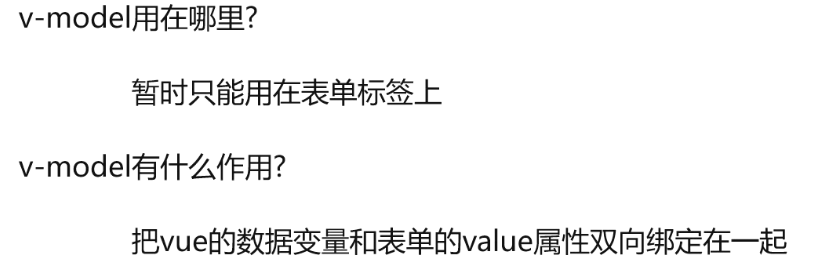 v-model用在哪里?
暂时只能用在表单标签上
v-model有什么作用?
把vue的数据变量和表单的value属性双向绑定在一起